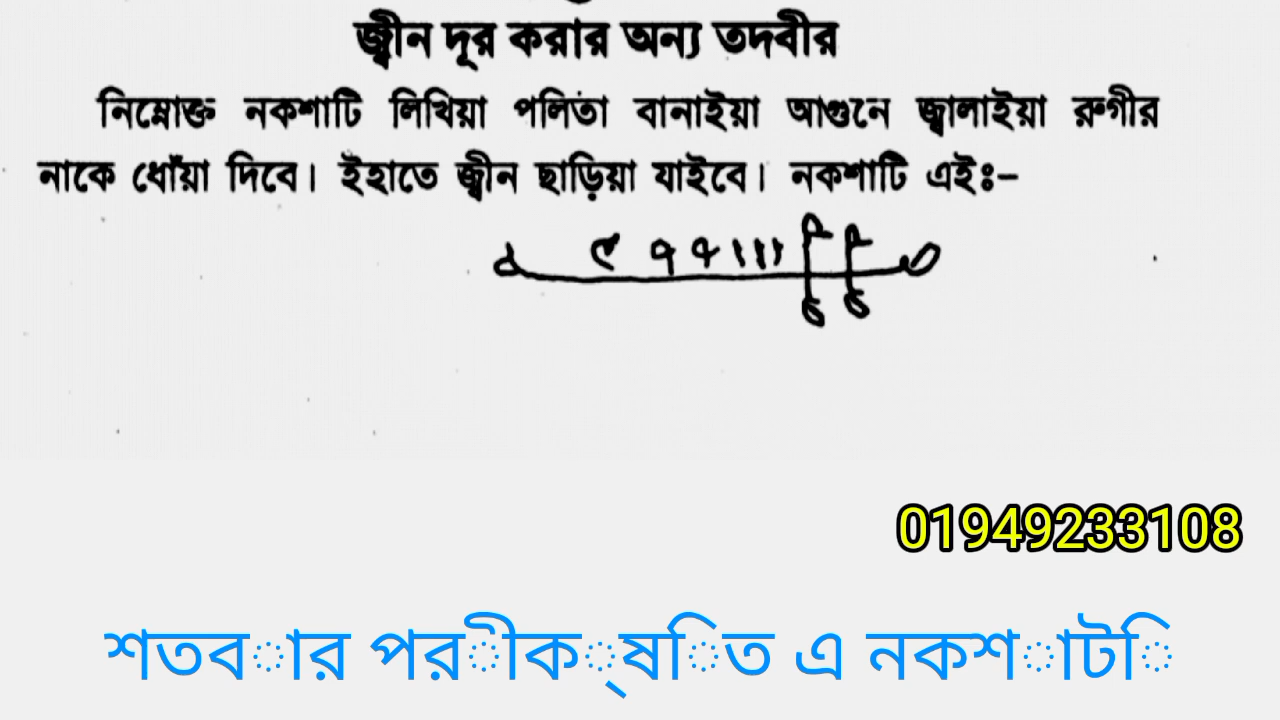 জ্বীন দূর করার অন্য তদবীর
নিম্নোক্ত নকশাটি লিখিয়া পলিতা বানাইয়া আগুনে জ্বালাইয়া রুগীর
নাকে ধোঁয়া দিবে। ইহাতে জ্বীন ছাড়িয়া যাইবে। নকশাটি এইঃ-
01949233108
শতবার পরীক্ষিত এ নকশাটি